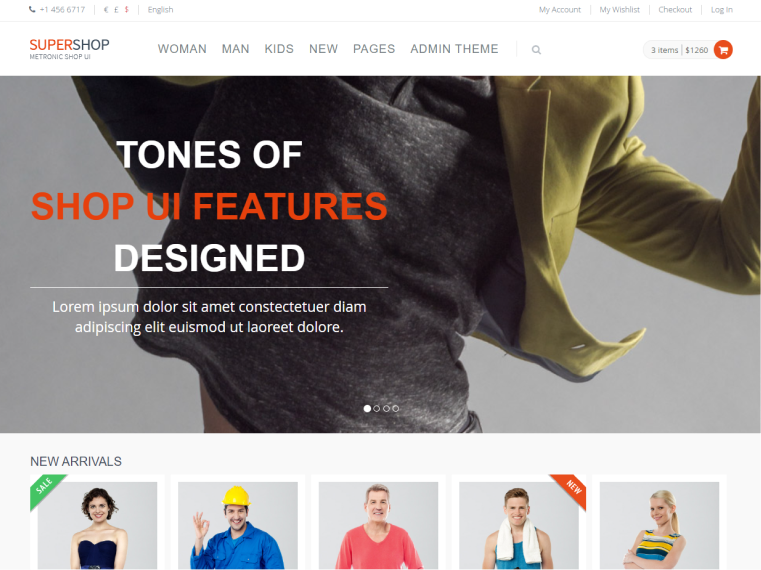 +1 456 6717 € £ $ English My Account My Wishlist Checkout Log In
SUPERSHOP WOMAN MAN KIDS NEW PAGES ADMIN THEME 3 items $1260
METRONIC SHOP UI
TONES OF
SHOP UI FEATURES
DESIGNED
Lorem ipsum dolor sit amet constectetuer diam
adipiscing elit euismod ut laoreet dolore.
NEW ARRIVALS
SALE NEW